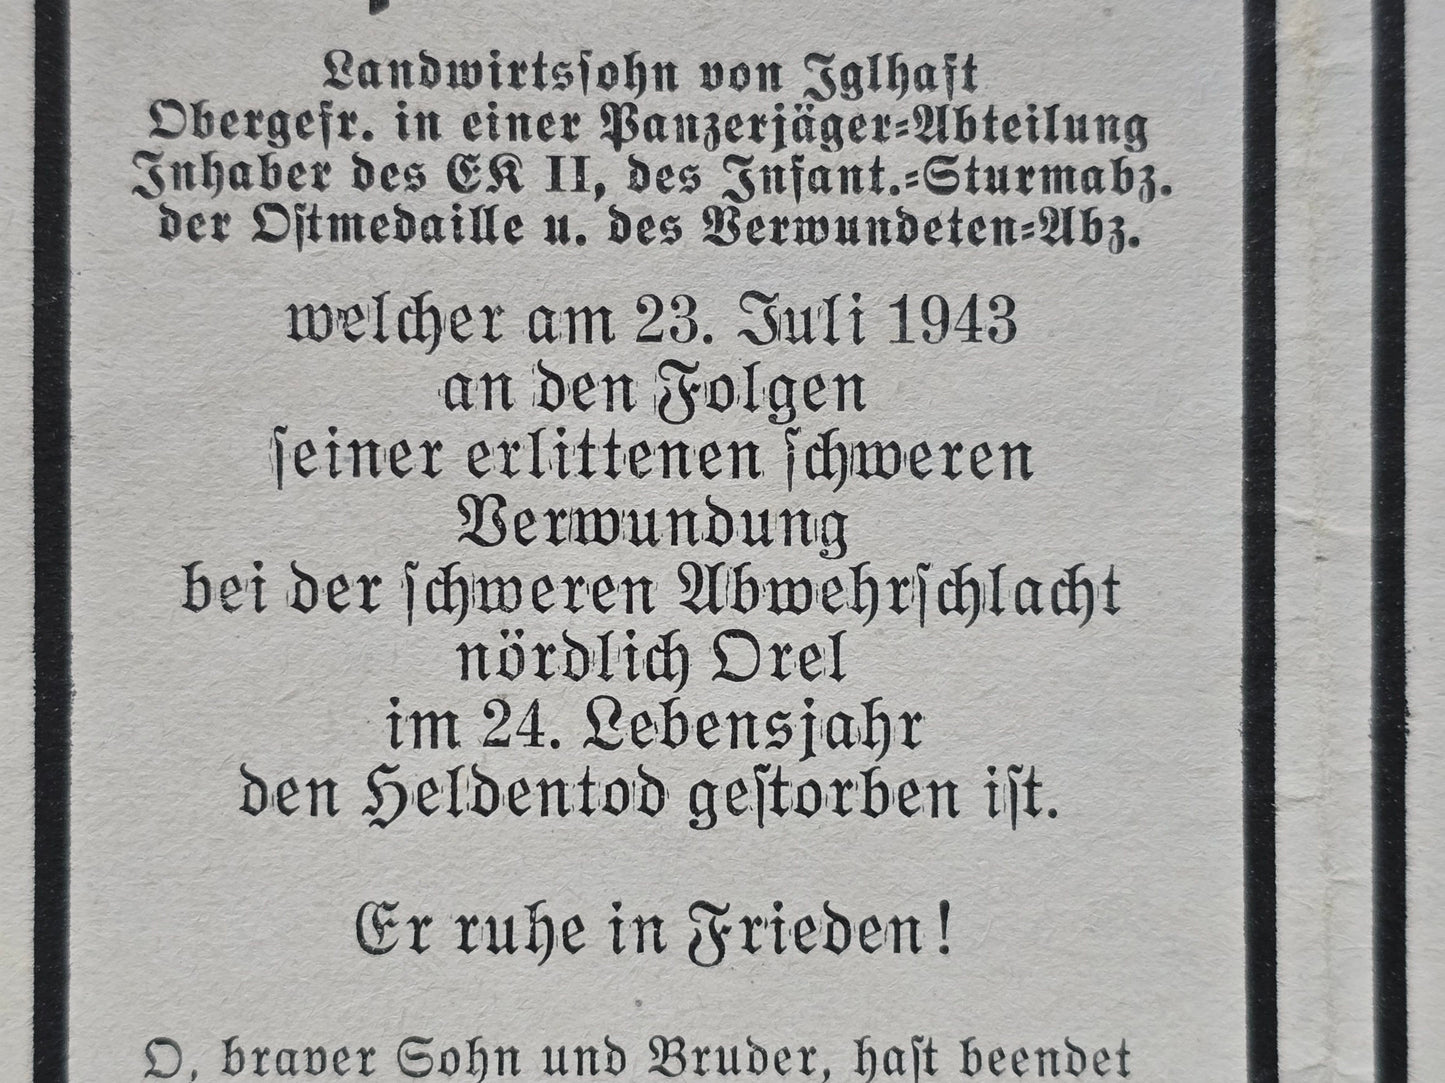 Landwirtssohn von Iglhaft
Obergefr. in einer Panzerjäger-Abteilung
Inhaber des EK II, des Infant.-Sturmabz.
der Ostmedaille u. des Verwundeten-Abz.
welcher am 23. Juli 1943
an den Folgen
seiner erlittenen schweren
Verwundung
bei der schweren Abwehrschlacht
nördlich Orel
im 24. Lebensjahr
den Heldentod gestorben ist.
Er ruhe in Frieden!
O, braver Sohn und Bruder, hast beendet